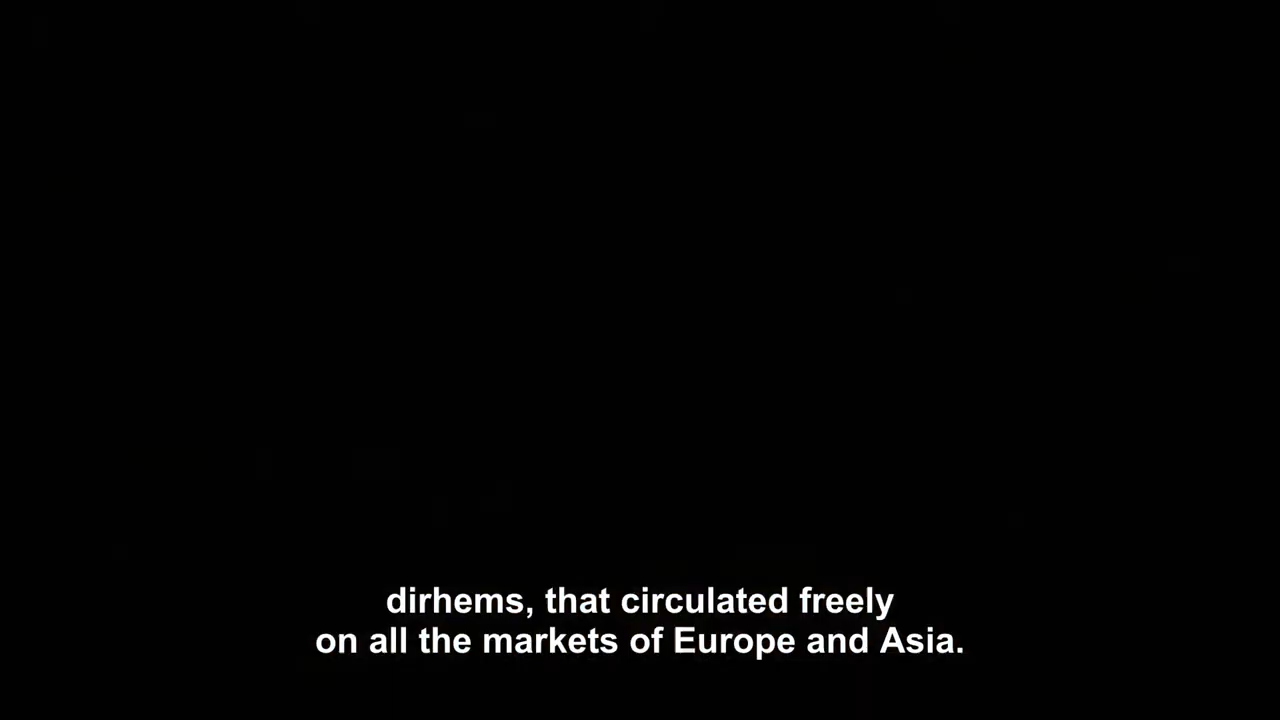 dirhems, that circulated freely
on all the markets of Europe and Asia.